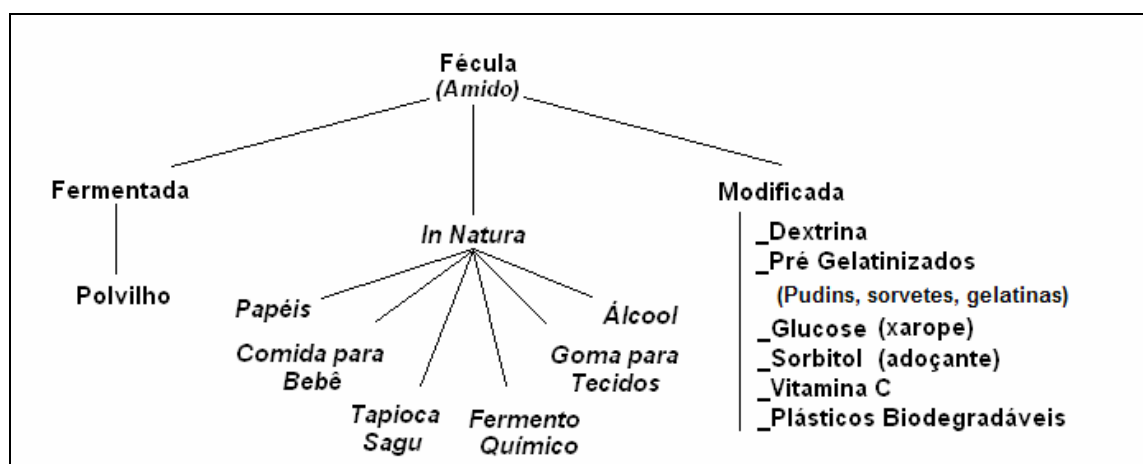 Fécula
(Amido)
Fermentada
Polvilho
In Natura
Papéis
Comida para
Bebê
Tapioca
Sagu
Fermento
Químico
Goma para
Tecidos
Álcool
Modificada
_Dextrina
_Pré Gelatinizados
(Pudins, sorvetes, gelatinas)
_Glucose (xarope)
_Sorbitol (adoçante)
_Vitamina C
_Plásticos Biodegradáveis